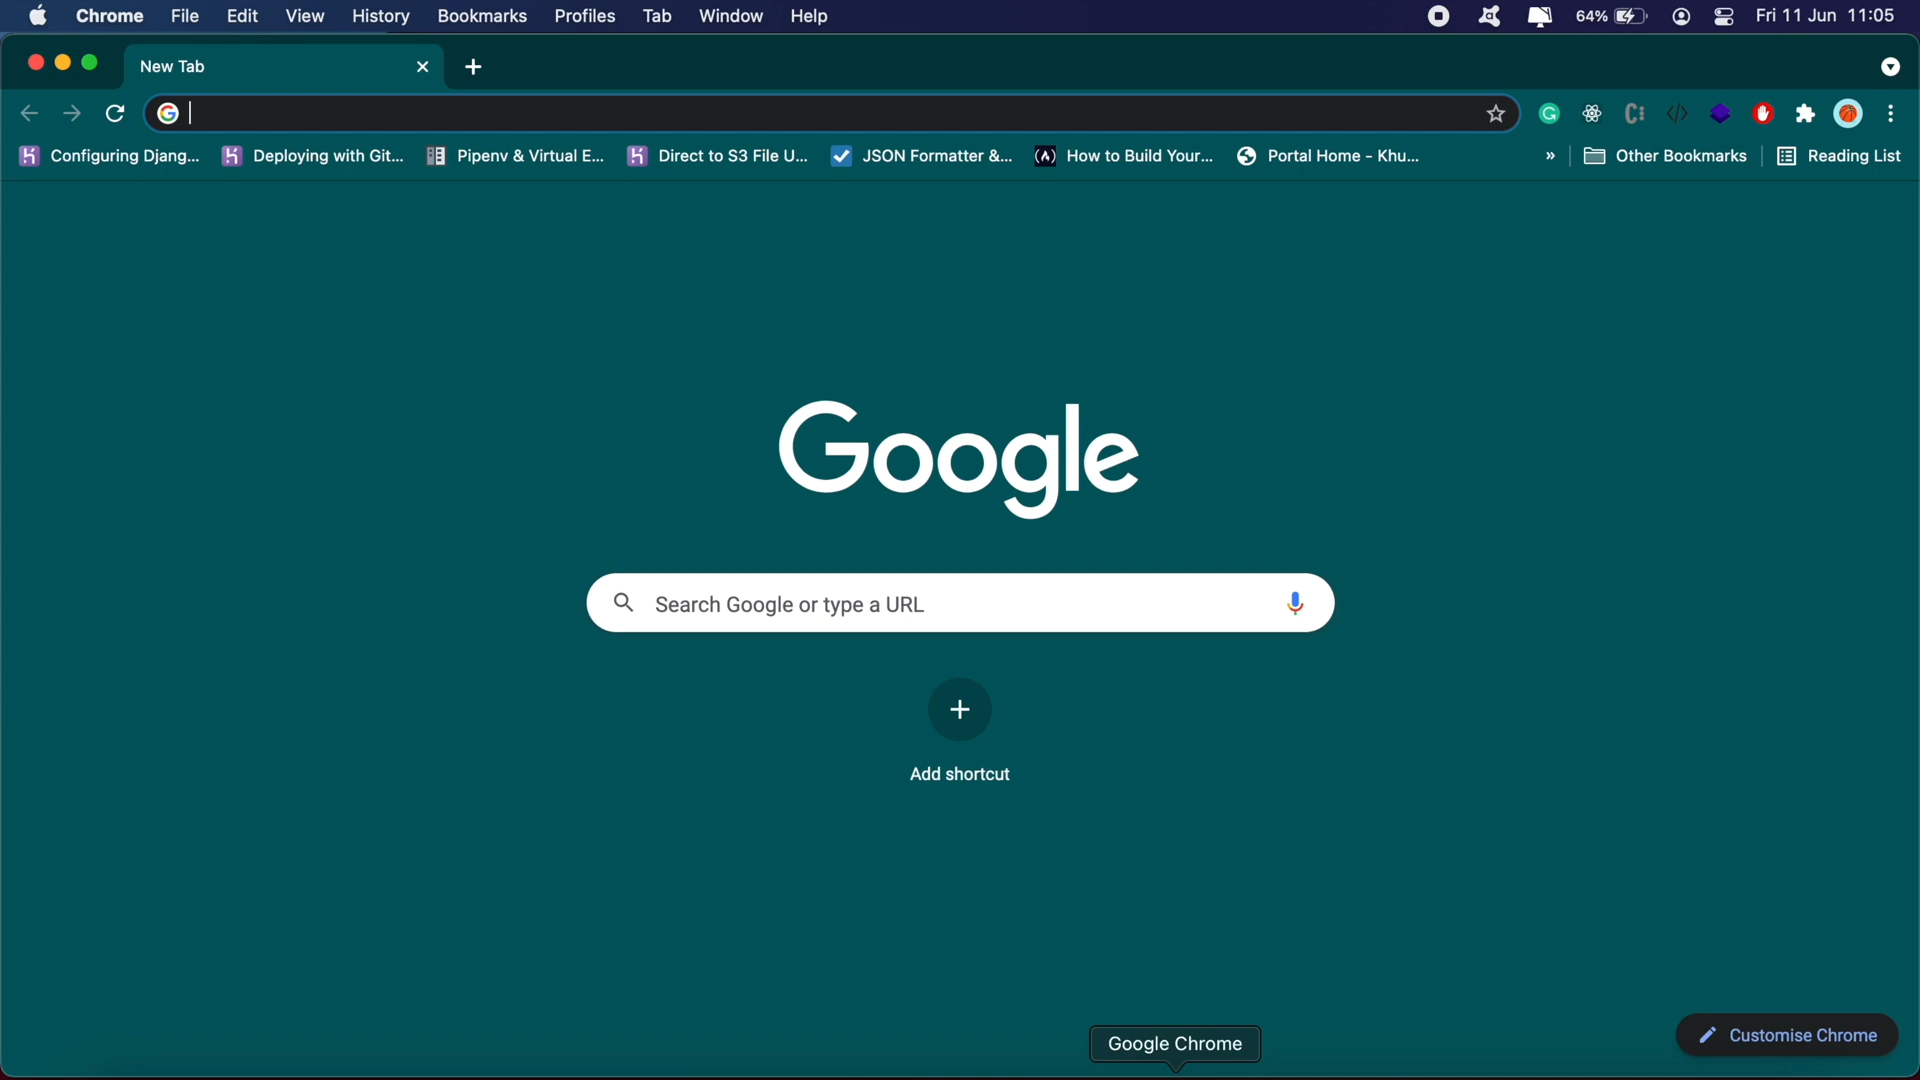 Chrome File Edit View History Bookmarks Profiles Tab Window Help 64% Fri 11 Jun 11:05
New Tab
Configuring Djang... Deploying with Git... Pipenv & Virtual E... Direct to S3 File U... JSON Formatter &... How to Build Your... Portal Home - Khu... » Other Bookmarks Reading List
Google
Search Google or type a URL
Add shortcut
Customise Chrome
Google Chrome